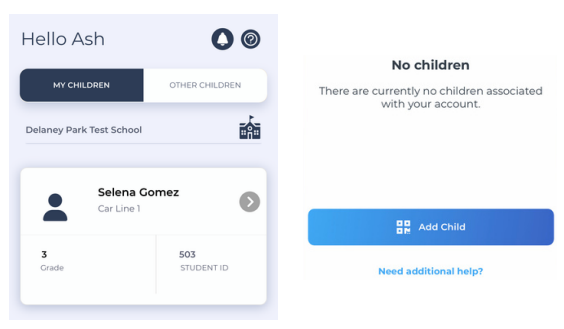 Hello Ash
MY CHILDREN
OTHER CHILDREN
Delaney Park Test School
Selena Gomez
Car Line 1
3
Grade
503
STUDENT ID
No children
There are currently no children associated
with your account.
Add Child
Need additional help?